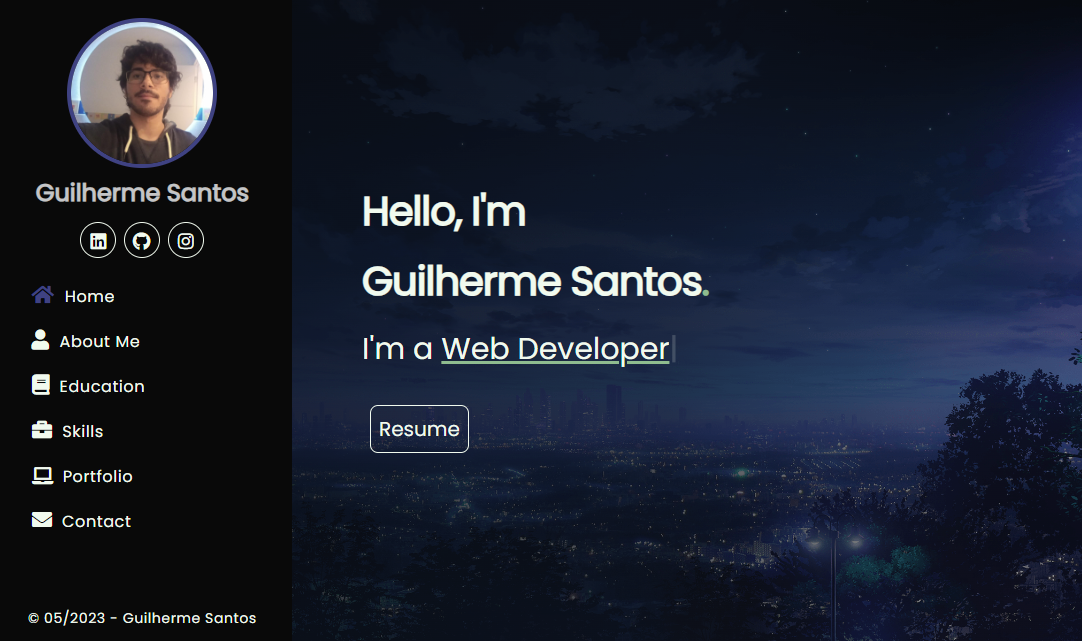 Guilherme Santos
Home
About Me
Education
Skills
Portfolio
Contact
© 05/2023 - Guilherme Santos
Hello, I'm
Guilherme Santos.
I'm a Web Developer|
Resume